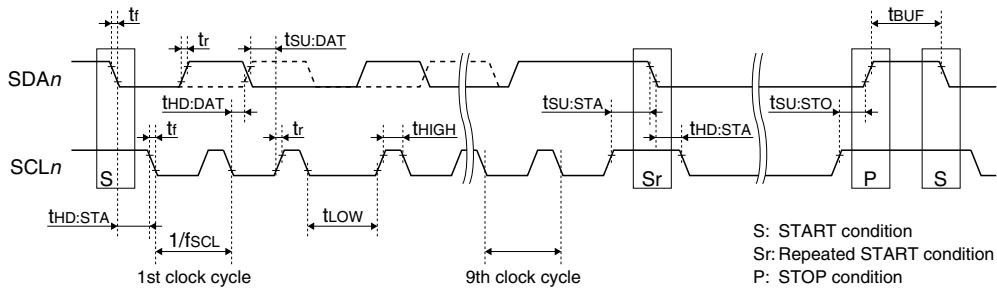 tf
tr
tSU:DAT
tBUF
SDAn
tHD:DAT
tSU:STA
tSU:STO
tf
tr
tHIGH
tHD:STA
SCLn
S
Sr
P
S
tHD:STA
tLOW
1/fSCL
1st clock cycle
9th clock cycle
S: START condition
Sr: Repeated START condition
P: STOP condition